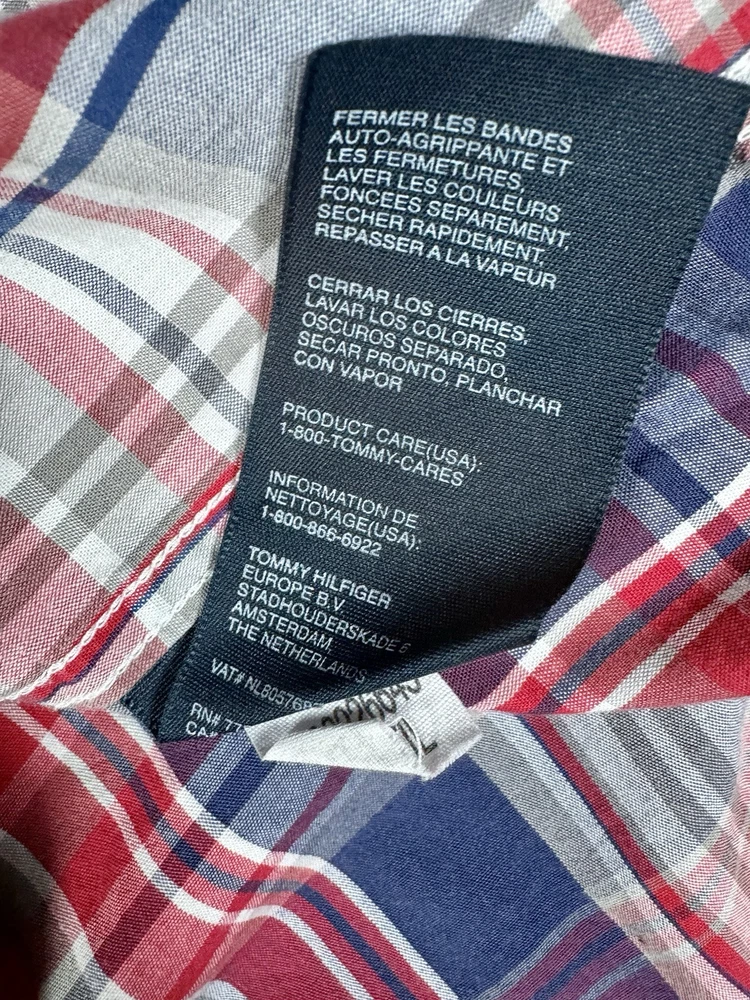 FERMER LES BANDES
AUTO-AGRIPPANTE ET
LES FERMETURES,
LAVER LES COULEURS
FONCEES SEPAREMENT,
SECHER RAPIDEMENT,
REPASSER A LA VAPEUR
CERRAR LOS CIERRES,
LAVAR LOS COLORES
OSCUROS SEPARADO,
SECAR PRONTO, PLANCHAR
CON VAPOR
PRODUCT CARE(USA):
1-800-TOMMY-CARES
INFORMATION DE
NETTOYAGE(USA):
1-800-866-6922
TOMMY HILFIGER
EUROPE B.V
STADHOUDERSKADE 6
AMSTERDAM,
THE NETHERLANDS
VAT#
RN#